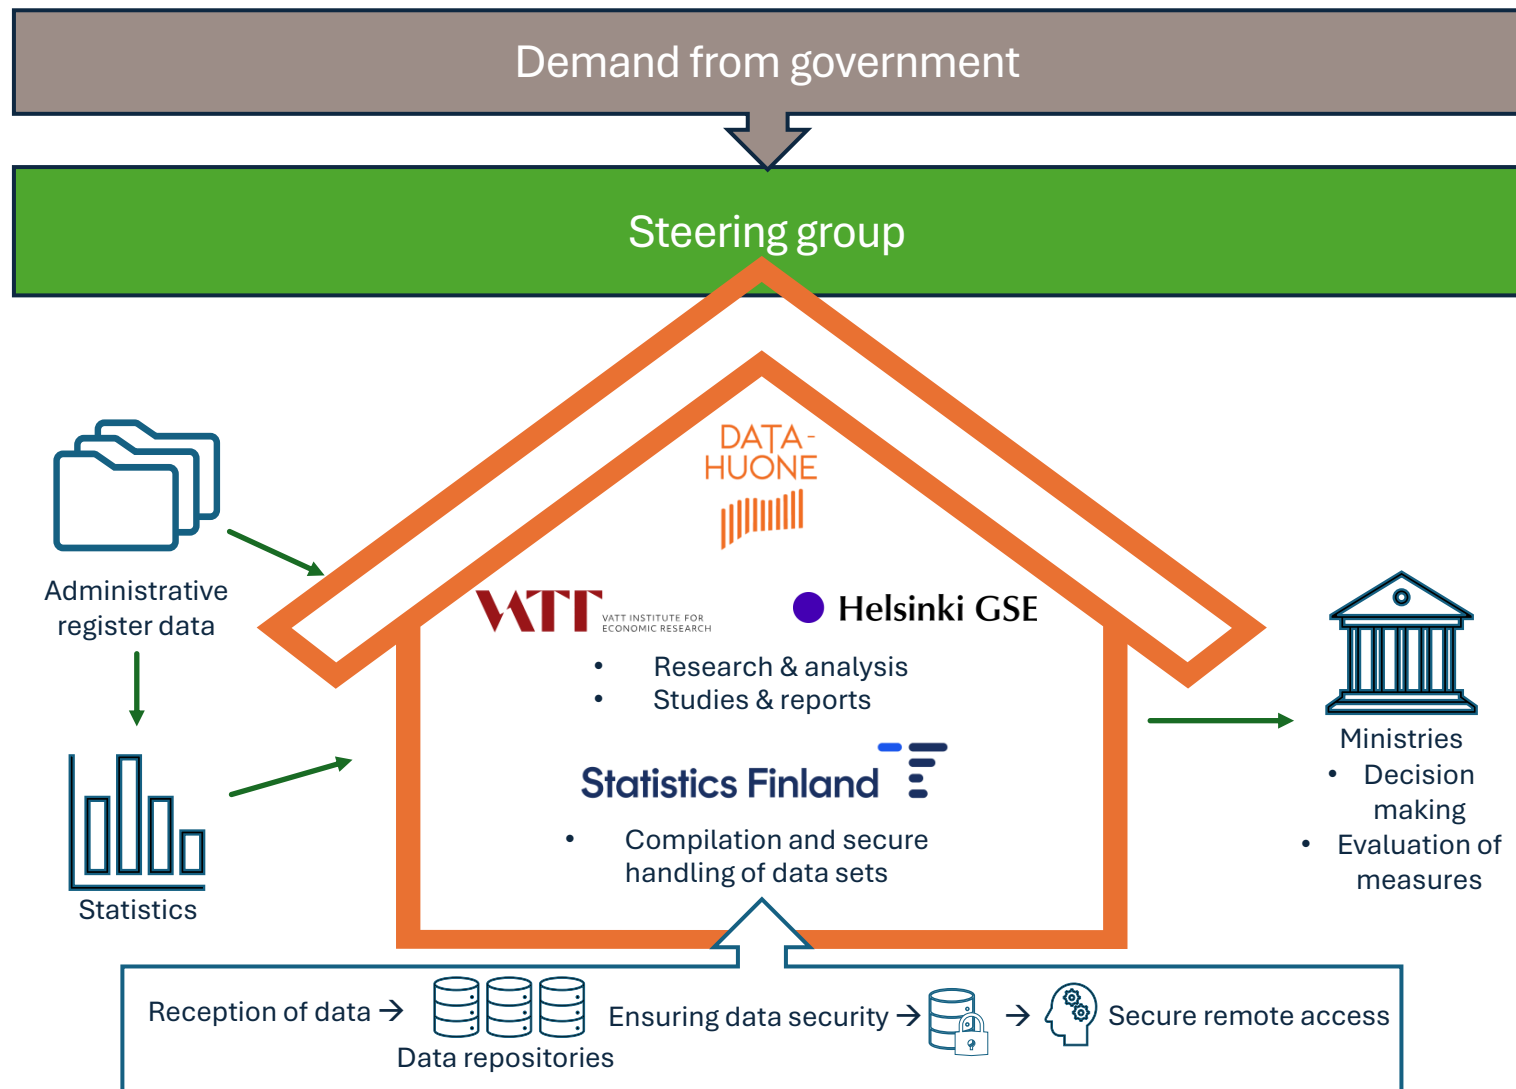 Demand from government
Steering group
DATA-
HUONE
Administrative
register data
VATT
VATT INSTITUTE FOR
ECONOMIC RESEARCH
Helsinki GSE
• Research & analysis
• Studies & reports
Statistics Finland
• Compilation and secure
handling of data sets
Statistics
Ministries
• Decision
making
• Evaluation of
measures
Reception of data →
Data repositories
Ensuring data security →
→
Secure remote access